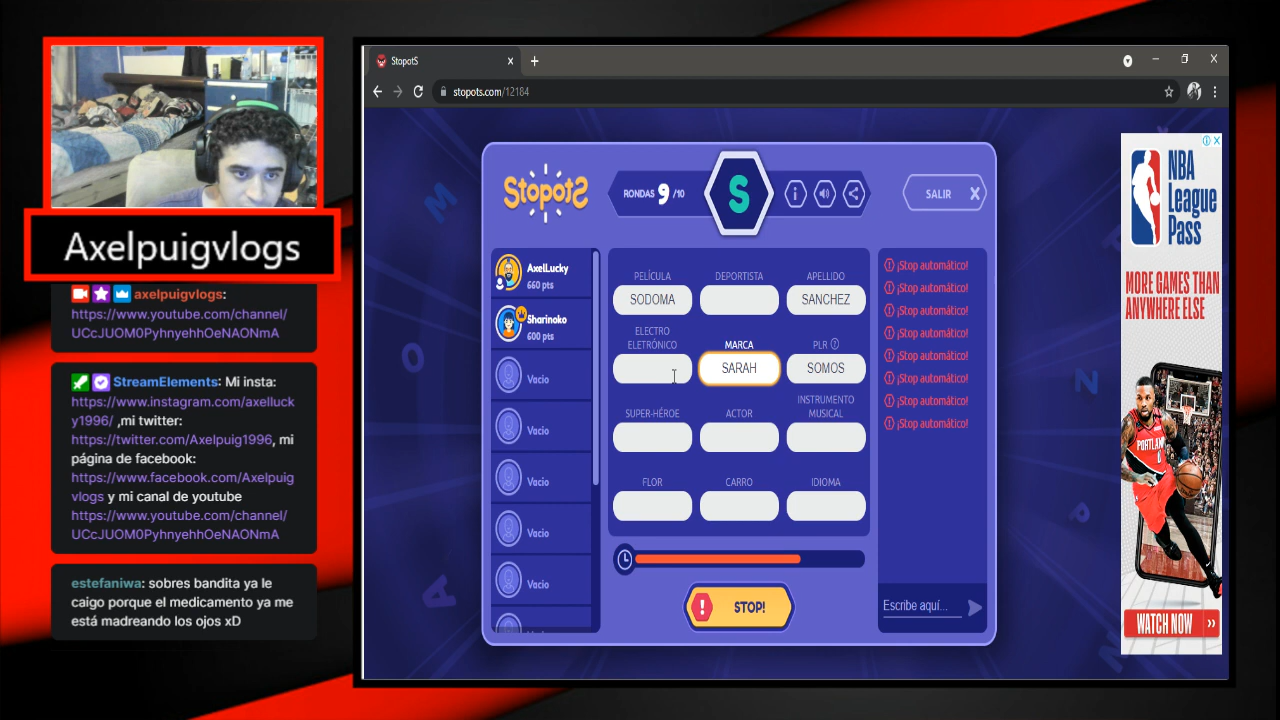 Axelpuigvlogs
axelpuigvlogs:
https://www.youtube.com/channel/
UCcJUOM0PyhnyehhOeNAONmA
StreamElements: Mi insta:
https://www.instagram.com/axelluck
y1996/ ,mi twitter:
https://twitter.com/Axelpuig1996, mi
página de facebook:
https://www.facebook.com/Axelpuig
vlogs y mi canal de youtube
https://www.youtube.com/channel/
UCcJUOM0PyhnyehhOeNAONmA
estefaniwa: sobres bandita ya le
caigo porque el medicamento ya me
está madreando los ojos xD
StopotS
stopots.com/12184
StopotS
RONDAS 9 /10
S
SALIR X
AxelLucky
660 pts
Sharinoko
600 pts
Vacio
Vacio
Vacio
Vacio
Vacio
PELÍCULA
DEPORTISTA
APELLIDO
SODOMA
SANCHEZ
ELECTRO
ELETRÓNICO
MARCA
PLR
SARAH
SOMOS
SUPER-HÉROE
ACTOR
INSTRUMENTO
MUSICAL
FLOR
CARRO
IDIOMA
STOP!
¡Stop automático!
¡Stop automático!
¡Stop automático!
¡Stop automático!
¡Stop automático!
¡Stop automático!
¡Stop automático!
¡Stop automático!
Escribe aquí...
NBA
League
Pass
MORE GAMES THAN
ANYWHERE ELSE
PORTLAND
WATCH NOW